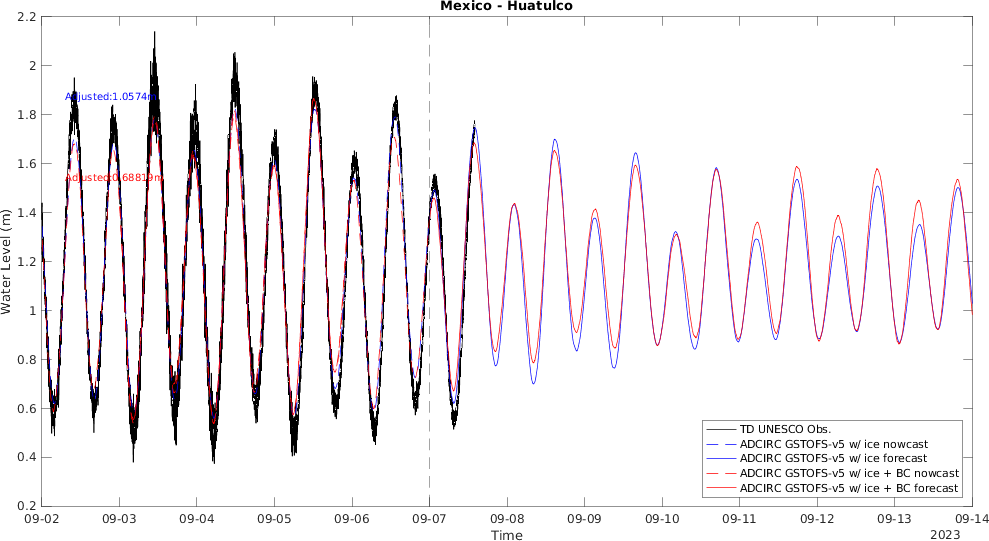 Mexico - Huatulco
Water Level (m)
2.2
2
1.8
1.6
1.4
1.2
1
0.8
0.6
0.4
0.2
Adjusted:1.0574m
Adjusted:0.68819m
TD UNESCO Obs.
ADCIRC GSTOFS-v5 w/ ice nowcast
ADCIRC GSTOFS-v5 w/ ice forecast
ADCIRC GSTOFS-v5 w/ ice + BC nowcast
ADCIRC GSTOFS-v5 w/ ice + BC forecast
09-02 09-03 09-04 09-05 09-06 09-07 09-08 09-09 09-10 09-11 09-12 09-13 09-14
Time
2023